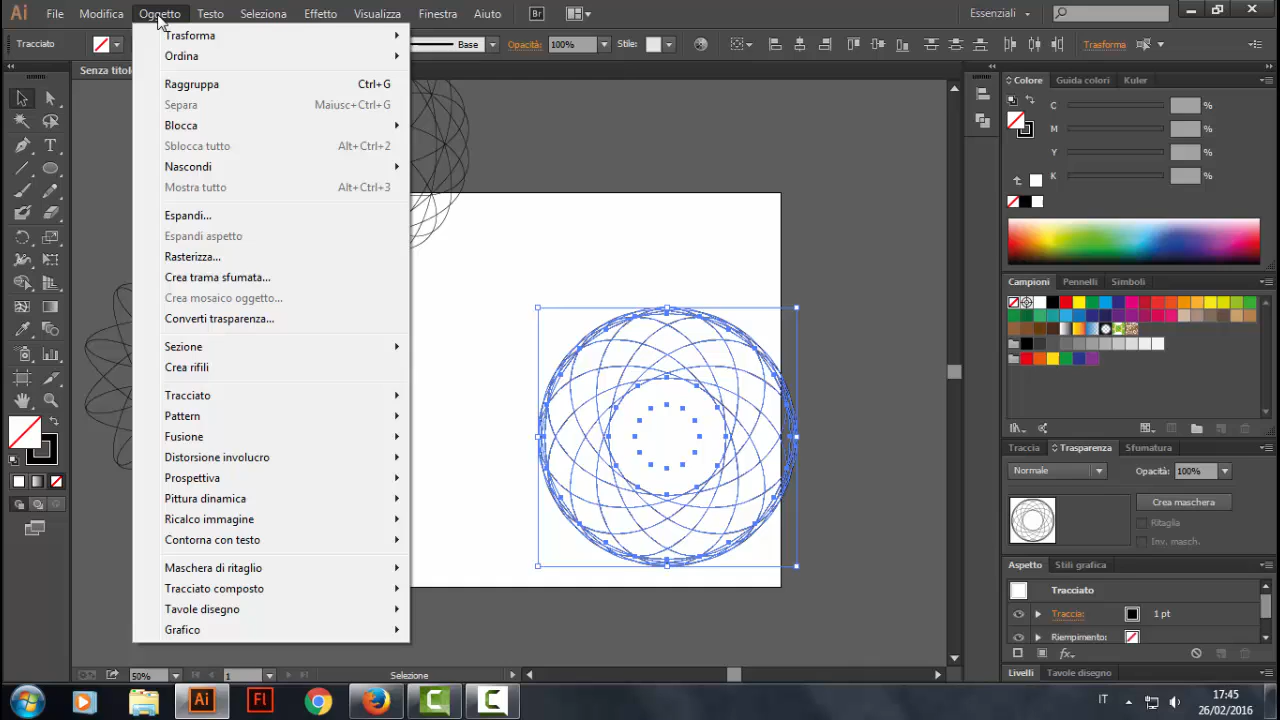 Ai File Modifica Oggetto Testo Seleziona Effetto Visualizza Finestra Aiuto Br Essenziali
Tracciato Base Opacità: 100% Stile: Trasforma
Senza titol
Trasforma
Ordina
Raggruppa Ctrl+G
Separa Maiusc+Ctrl+G
Blocca
Sblocca tutto Alt+Ctrl+2
Nascondi
Mostra tutto Alt+Ctrl+3
Espandi...
Espandi aspetto
Rasterizza...
Crea trama sfumata...
Crea mosaico oggetto...
Converti trasparenza...
Sezione
Crea rifili
Tracciato
Pattern
Fusione
Distorsione involucro
Prospettiva
Pittura dinamica
Ricalco immagine
Contorna con testo
Maschera di ritaglio
Tracciato composto
Tavole disegno
Grafico
Colore Guida colori Kuler
C %
M %
Y %
K %
Campioni Pennelli Simboli
Traccia Trasparenza Sfumatura
Normale Opacità: 100%
Crea maschera
Ritaglia
Inv. masch.
Aspetto Stili grafica
Tracciato
Traccia: 1 pt
Riempimento:
fx
Livelli Tavole disegno
50% 1 Selezione
Ai Fl IT 17:45
26/02/2016